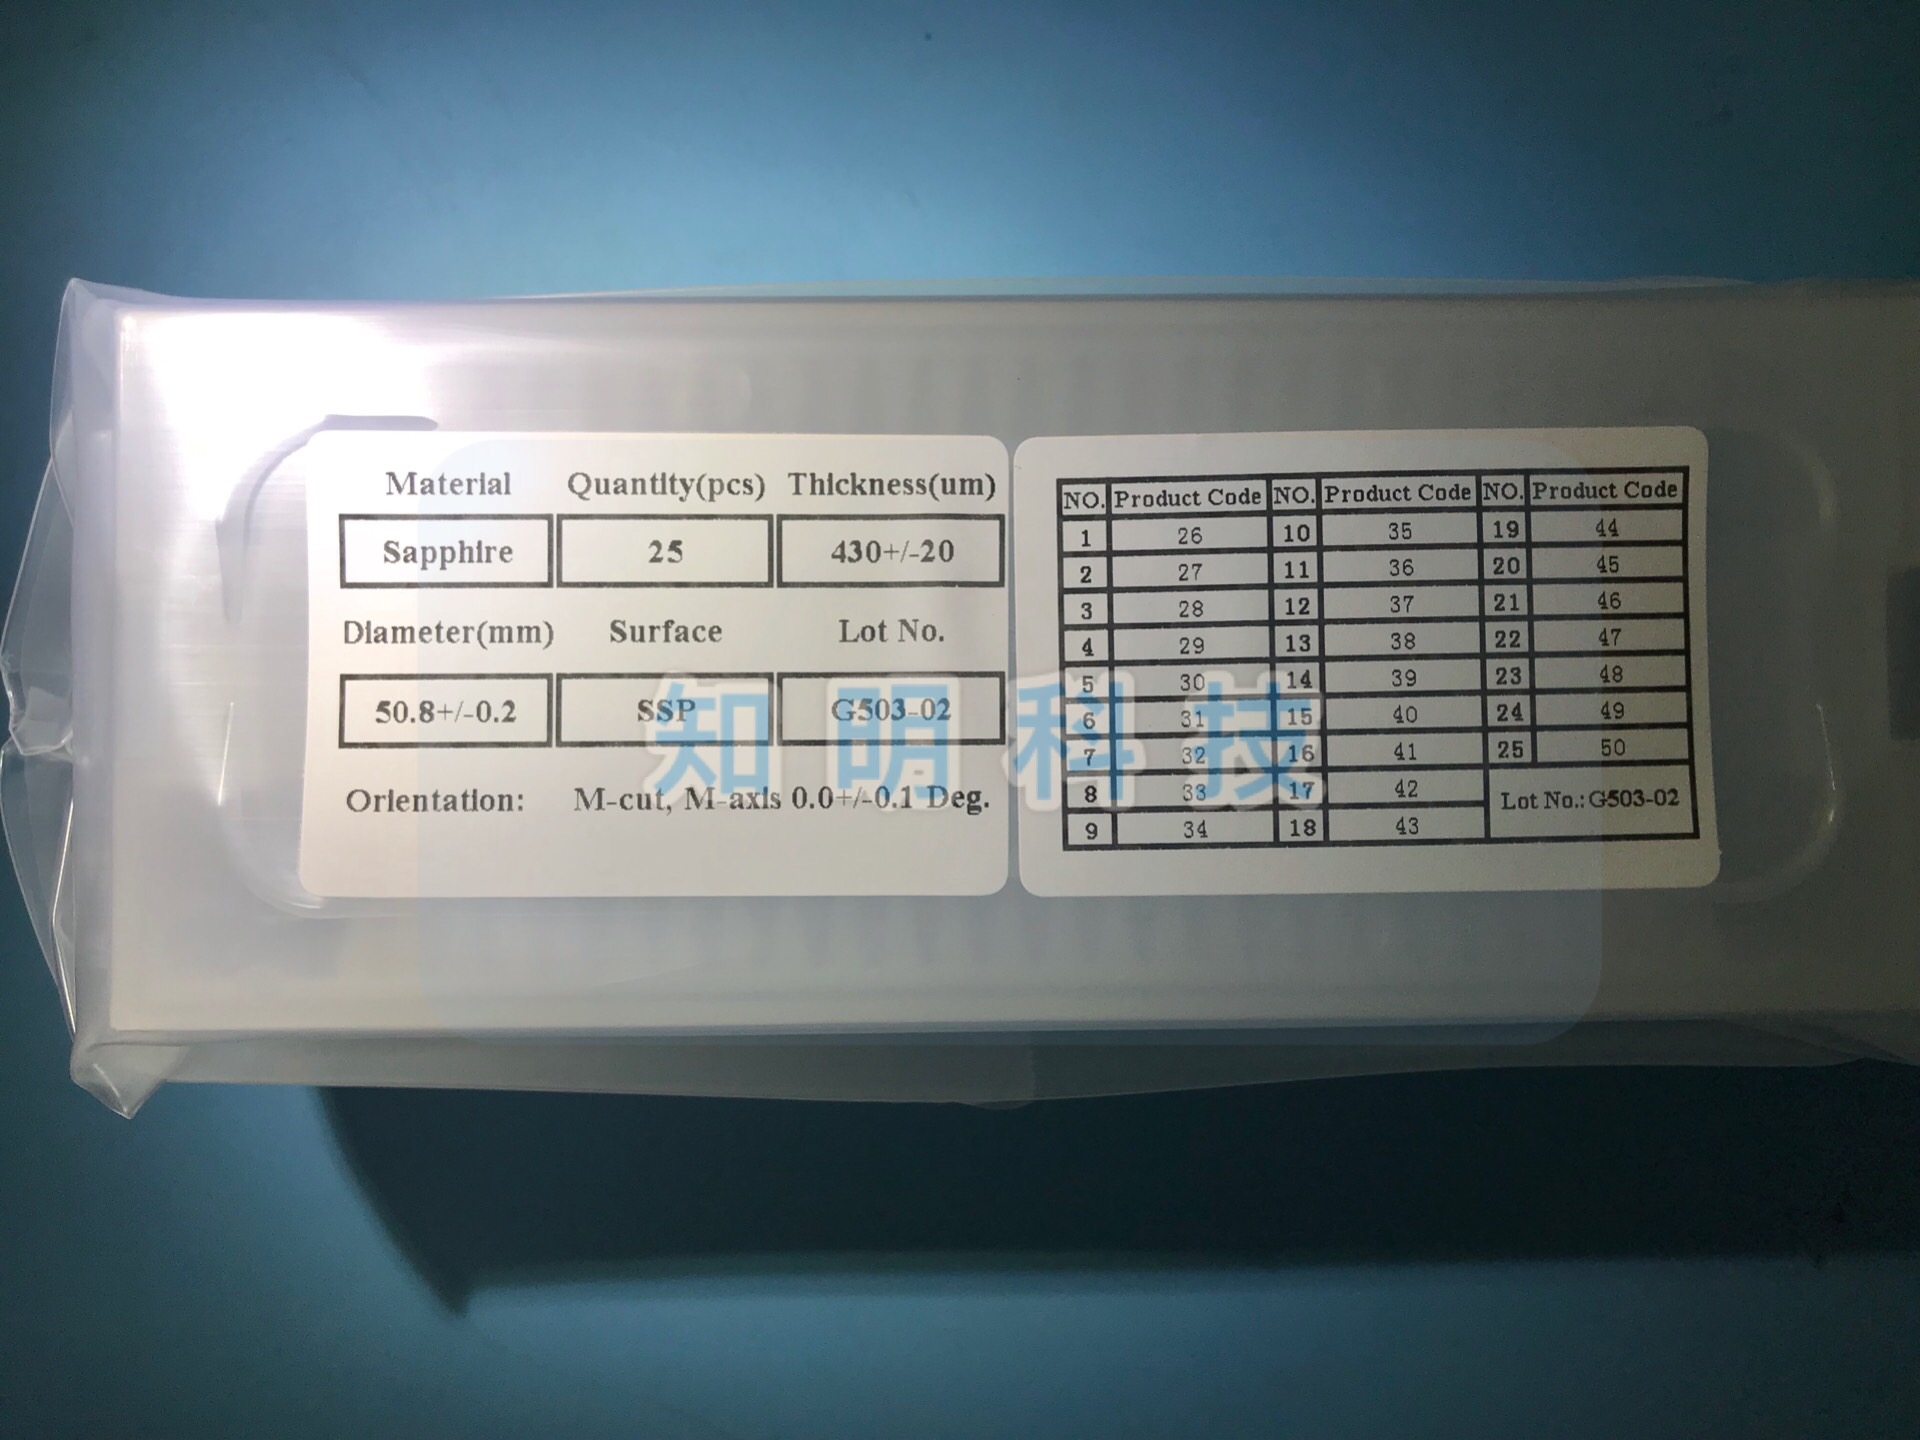 Material Quantity(pcs) Thickness(um)
Sapphire 25 430+/-20
Diameter(mm) Surface Lot No.
50.8+/-0.2 SSP G503-02
Orientation: M-cut, M-axis 0.0+/-0.1 Deg.
NO. Product Code NO. Product Code NO. Product Code
1 26 10 35 19 44
2 27 11 36 20 45
3 28 12 37 21 46
4 29 13 38 22 47
5 30 14 39 23 48
6 31 15 40 24 49
7 32 16 41 25 50
8 33 17 42 Lot No.: G503-02
9 34 18 43
知明科技